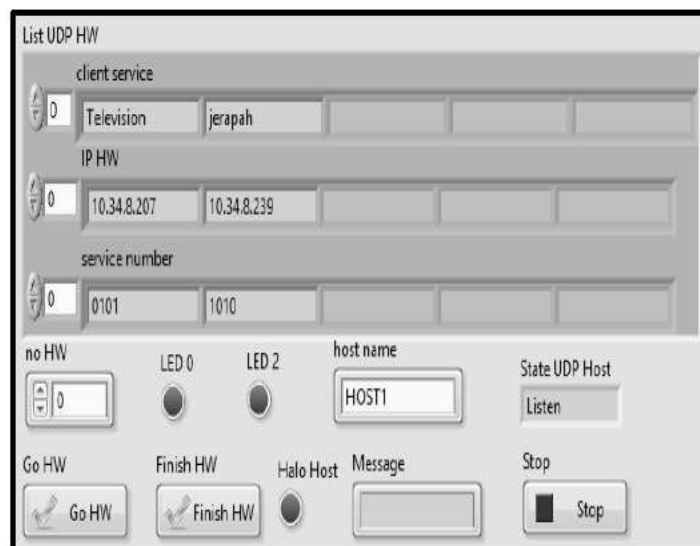 List UDP HW
client service
0 Television jerapah
IP HW
0 10.34.8.207 10.34.8.239
service number
0 0101 1010
no HW LED 0 LED 2 host name State UDP Host
0 HOST1 Listen
Go HW Finish HW Halo Host Message Stop
Go HW Finish HW Stop